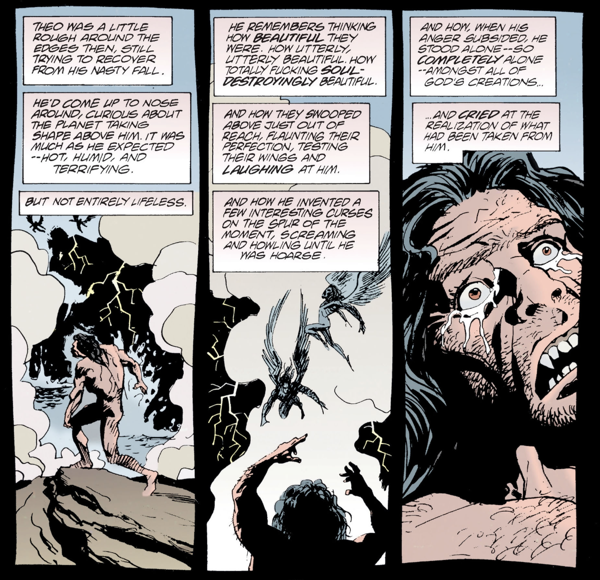 THEO WAS A LITTLE
ROUGH AROUND THE
EDGES THEN, STILL
TRYING TO RECOVER
FROM HIS NASTY FALL.
HE'D COME UP TO NOSE
AROUND, CURIOUS ABOUT
THE PLANET TAKING
SHAPE ABOVE HIM. IT WAS
MUCH AS HE EXPECTED
--HOT, HUMID, AND
TERRIFYING.
BUT NOT ENTIRELY LIFELESS.
HE REMEMBERS THINKING
HOW BEAUTIFUL THEY
WERE. HOW UTTERLY,
UTTERLY BEAUTIFUL. HOW
TOTALLY FUCKING SOUL-
DESTROYINGLY BEAUTIFUL.
AND HOW THEY SWOOPED
ABOVE JUST OUT OF
REACH, FLAUNTING THEIR
PERFECTION, TESTING
THEIR WINGS AND
LAUGHING AT HIM.
AND HOW HE INVENTED A
FEW INTERESTING CURSES
ON THE SPUR OF THE
MOMENT, SCREAMING
AND HOWLING UNTIL HE
WAS HOARSE.
AND HOW, WHEN HIS
ANGER SUBSIDED, HE
STOOD ALONE--SO
COMPLETELY ALONE
--AMONGST ALL OF
GOD'S CREATIONS...
...AND CRIED AT THE
REALIZATION OF WHAT
HAD BEEN TAKEN FROM
HIM.